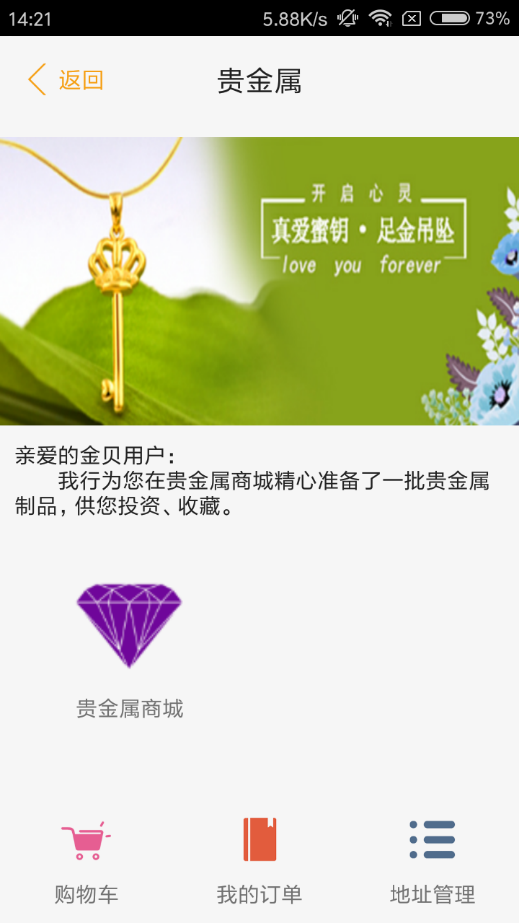 14:21 5.88K/s 73%
返回 贵金属
开启心灵
真爱蜜钥·足金吊坠
love you forever
亲爱的金贝用户：
我行为您在贵金属商城精心准备了一批贵金属
制品，供您投资、收藏。
贵金属商城
购物车 我的订单 地址管理